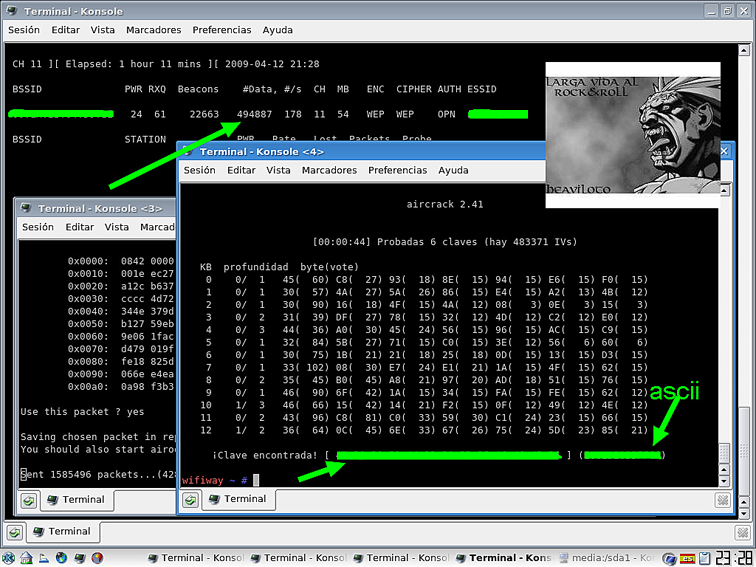 Terminal - Konsole
Sesión Editar Vista Marcadores Preferencias Ayuda
CH 11 ][ Elapsed: 1 hour 11 mins ][ 2009-04-12 21:28
BSSID PWR RXQ Beacons #Data, #/s CH MB ENC CIPHER AUTH ESSID
24 61 22663 494887 178 11 54 WEP WEP OPN
BSSID STATION PWR Rate Lost Packets Probe
LARGA VIDA AL
ROCK&ROLL
heaviloto
Terminal - Konsole <3>
Sesión Editar Vista Marcad
0x0000: 0842 0000
0x0010: 001e ec27
0x0020: a12c b637
0x0030: cccc 4d72
0x0040: 344e 379d
0x0050: b127 59eb
0x0060: 9e06 1fac
0x0070: d479 019f
0x0080: fe18 825d
0x0090: 066e e4ea
0x00a0: 0a98 f3b3
Use this packet ? yes
Saving chosen packet in rep
You should also start airod
Sent 1585496 packets...(428
Terminal
Terminal - Konsole <4>
Sesión Editar Vista Marcadores Preferencias Ayuda
aircrack 2.41
[00:00:44] Probadas 6 claves (hay 483371 IVs)
KB profundidad byte(vote)
0 0/ 1 45( 60) C8( 27) 93( 18) 8E( 15) 94( 15) E6( 15) F0( 15)
1 0/ 1 30( 57) 4A( 27) 5A( 26) 87( 15) E4( 15) A2( 13) 4B( 12)
2 0/ 1 30( 90) 16( 18) 4F( 15) 4A( 12) 08( 3) 0E( 3) 15( 3)
3 0/ 2 31( 39) DF( 27) 78( 15) 32( 12) 4D( 12) C2( 12) E0( 12)
4 0/ 3 44( 36) A0( 30) 45( 24) 56( 15) 96( 15) AC( 15) C9( 15)
5 0/ 1 32( 84) 5B( 27) 71( 15) C0( 15) 3E( 12) 56( 6) 60( 6)
6 0/ 1 30( 75) 1B( 21) 21( 18) 25( 18) 0D( 15) 13( 15) D3( 15)
7 0/ 1 33( 102) 08( 30) E7( 24) E1( 21) 1A( 15) 4F( 15) 62( 15)
8 0/ 2 35( 45) B0( 45) A8( 21) 97( 20) AD( 18) 51( 15) 76( 15)
9 0/ 1 46( 90) 6F( 42) 1A( 15) 34( 15) FA( 15) FE( 15) 62( 15)
10 1/ 3 46( 66) 15( 42) 14( 21) F2( 15) 0F( 12) 49( 12) 4E( 12)
11 0/ 2 43( 96) C8( 81) C0( 33) 59( 30) C1( 24) 23( 15) 66( 15)
12 1/ 2 36( 64) 0C( 45) 6E( 33) 67( 26) 75( 24) 5D( 23) 85( 21)
ascii
¡Clave encontrada! [ ] ( )
wifiway ~ #
Terminal
Terminal
Terminal - Konsol Terminal - Konsol Terminal - Konsol Terminal - Kons media:/sda1 - Ko 23:28